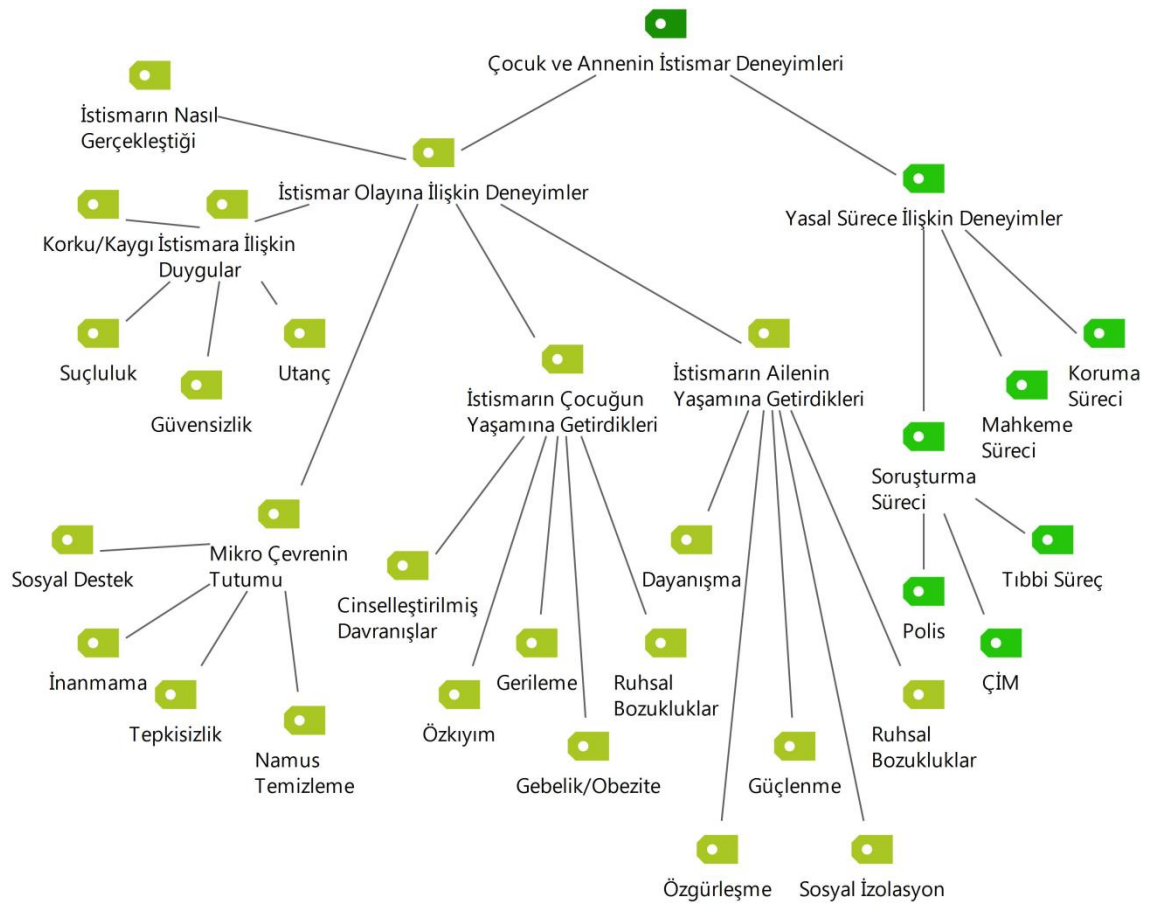 Çocuk ve Annenin İstismar Deneyimleri
İstismarın Nasıl
Gerçekleştiği
İstismar Olayına İlişkin Deneyimler
Yasal Sürece İlişkin Deneyimler
Korku/Kaygı
İstismara İlişkin
Duygular
Suçluluk
Güvensizlik
Utanç
İstismarın Çocuğun
Yaşamına Getirdikleri
İstismarın Ailenin
Yaşamına Getirdikleri
Koruma
Süreci
Mahkeme
Süreci
Soruşturma
Süreci
Mikro Çevrenin
Tutumu
Sosyal Destek
İnanmama
Tepkisizlik
Namus
Temizleme
Cinselleştirilmiş
Davranışlar
Özkıyım
Gerileme
Gebelik/Obezite
Ruhsal
Bozukluklar
Dayanışma
Özgürleşme
Güçlenme
Sosyal İzolasyon
Ruhsal
Bozukluklar
Polis
ÇİM
Tıbbi Süreç